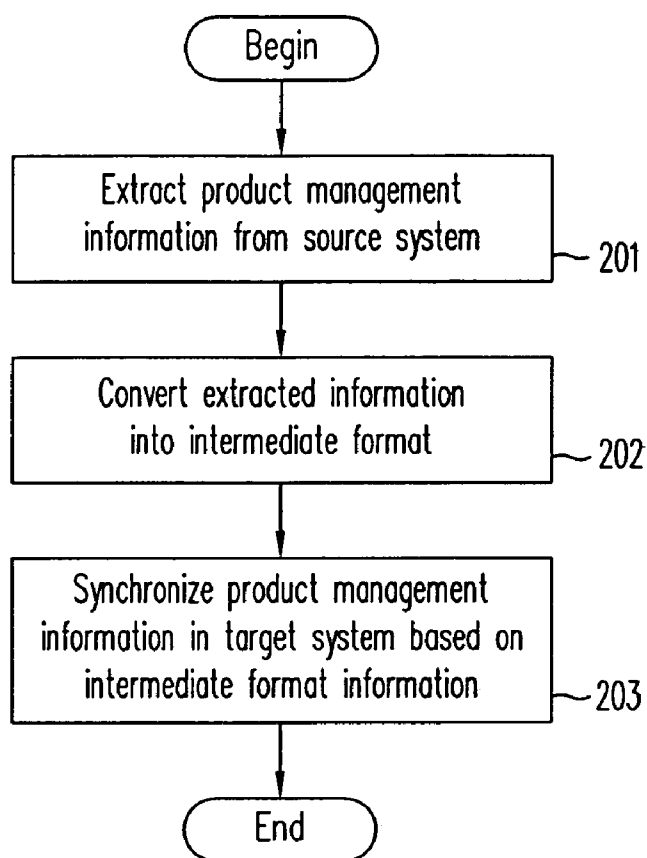 Begin
Extract product management
information from source system
201
Convert extracted information
into intermediate format
202
Synchronize product management
information in target system based on
intermediate format information
203
End